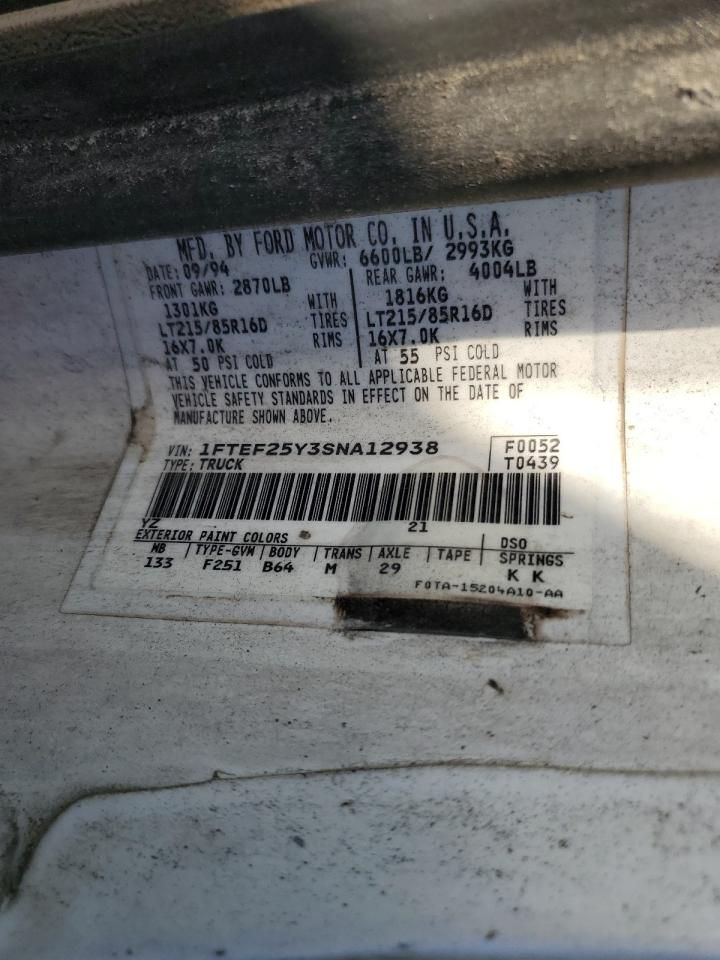 MFD. BY FORD MOTOR CO. IN U.S.A.
DATE: 09/94 GVWR: 6600LB/ 2993KG
FRONT GAWR: 2870LB REAR GAWR: 4004LB
1301KG WITH 1816KG WITH
LT215/85R16D TIRES LT215/85R16D TIRES
16X7.0K RIMS 16X7.0K RIMS
AT 50 PSI COLD AT 55 PSI COLD
THIS VEHICLE CONFORMS TO ALL APPLICABLE FEDERAL MOTOR
VEHICLE SAFETY STANDARDS IN EFFECT ON THE DATE OF
MANUFACTURE SHOWN ABOVE.
VIN: 1FTEF25Y3SNA12938 F0052
TYPE: TRUCK T0439
YZ 21
EXTERIOR PAINT COLORS DSO
WB TYPE-GVW BODY TRANS AXLE TAPE SPRINGS
133 F251 B64 M 29 K K
F0TA-15204A10-AA